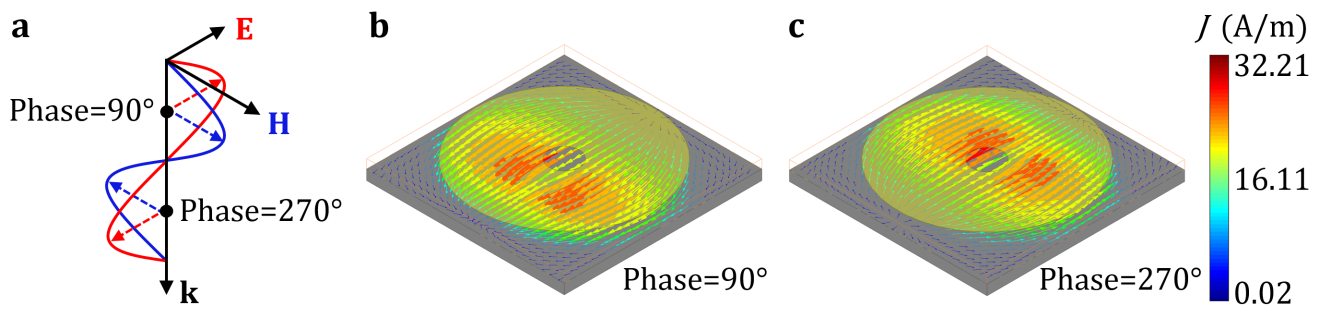 a
E
Phase=90°
H
Phase=270°
k
b
Phase=90°
c
Phase=270°
J (A/m)
32.21
16.11
0.02